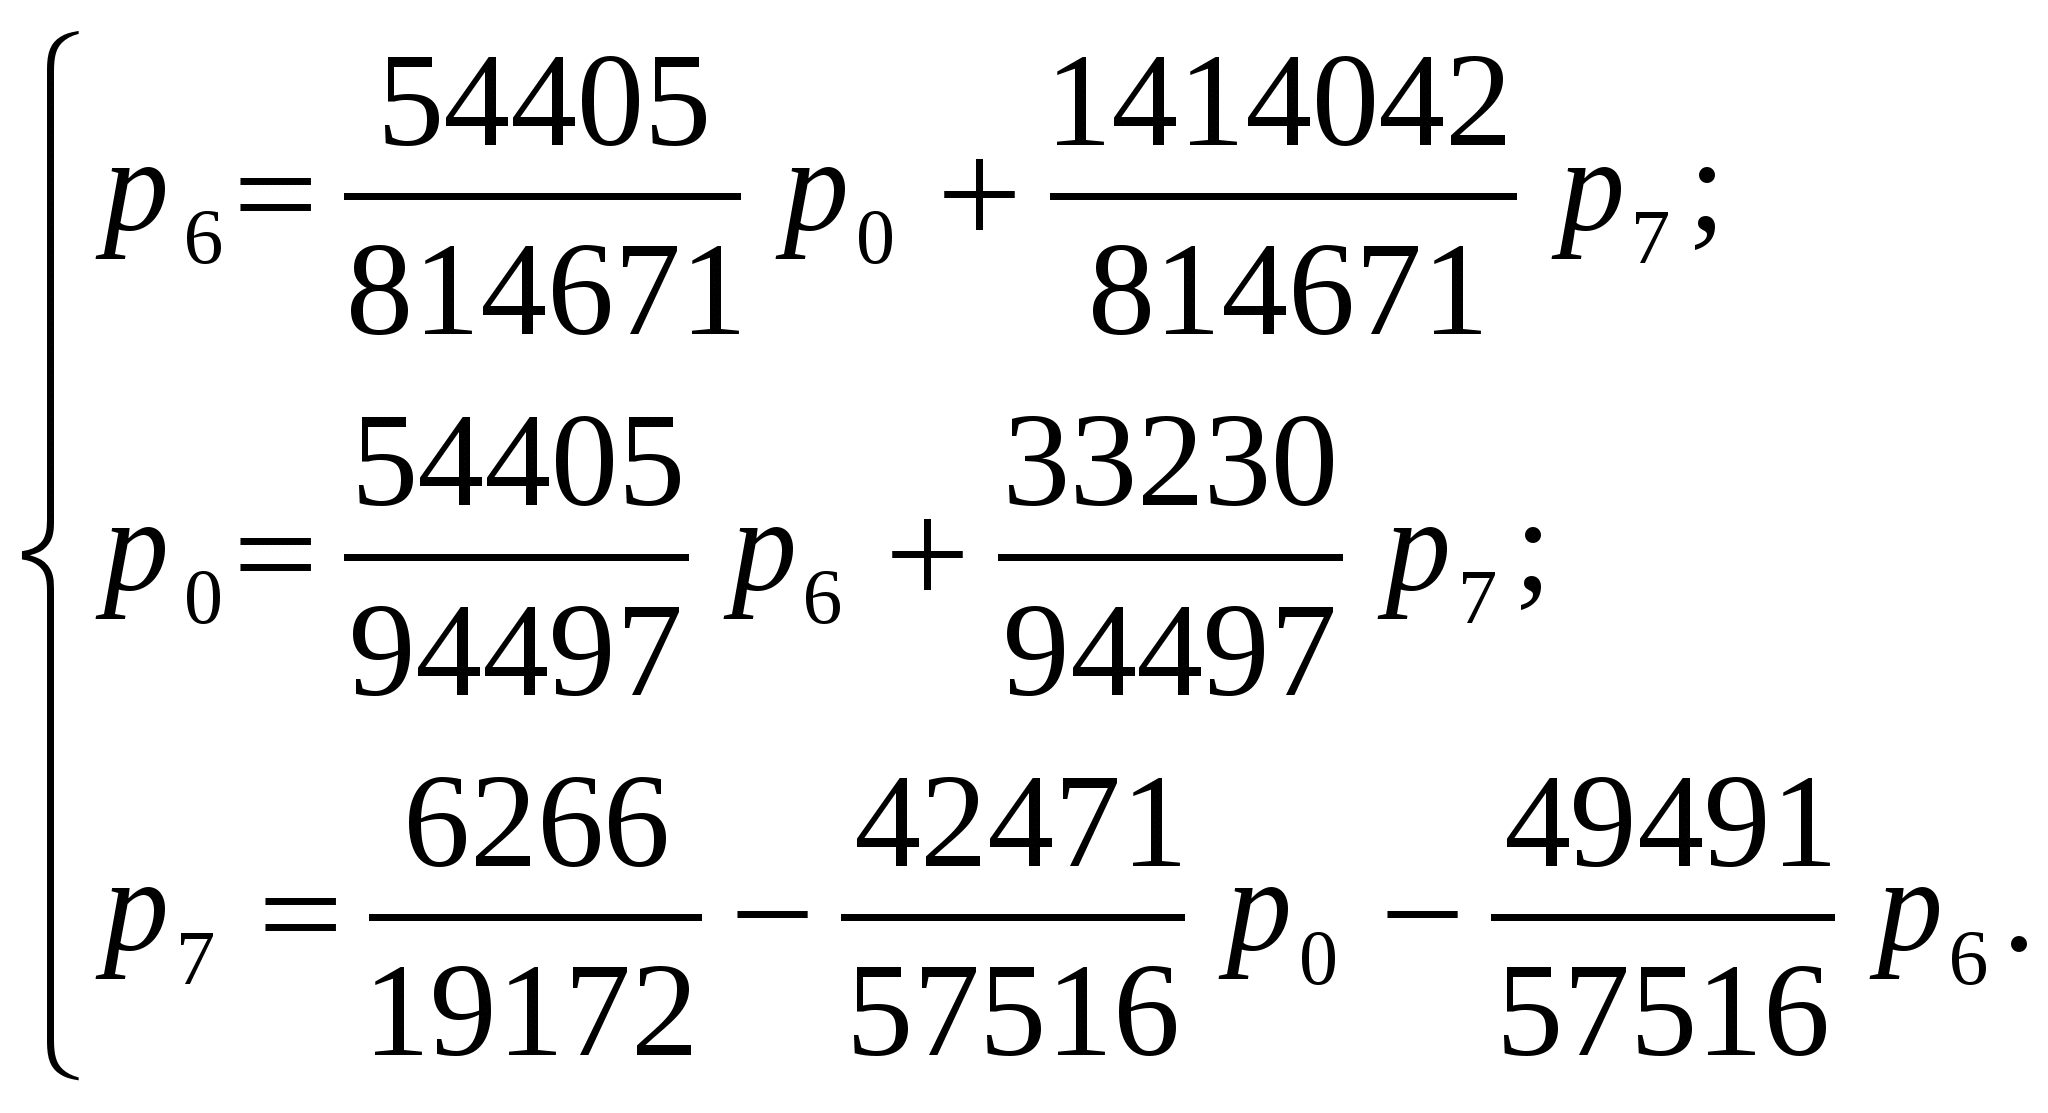 p₆ = 54405/814671 p₀ + 1414042/814671 p₇ ;
p₀ = 54405/94497 p₆ + 33230/94497 p₇ ;
p₇ = 6266/19172 − 42471/57516 p₀ − 49491/57516 p₆ .